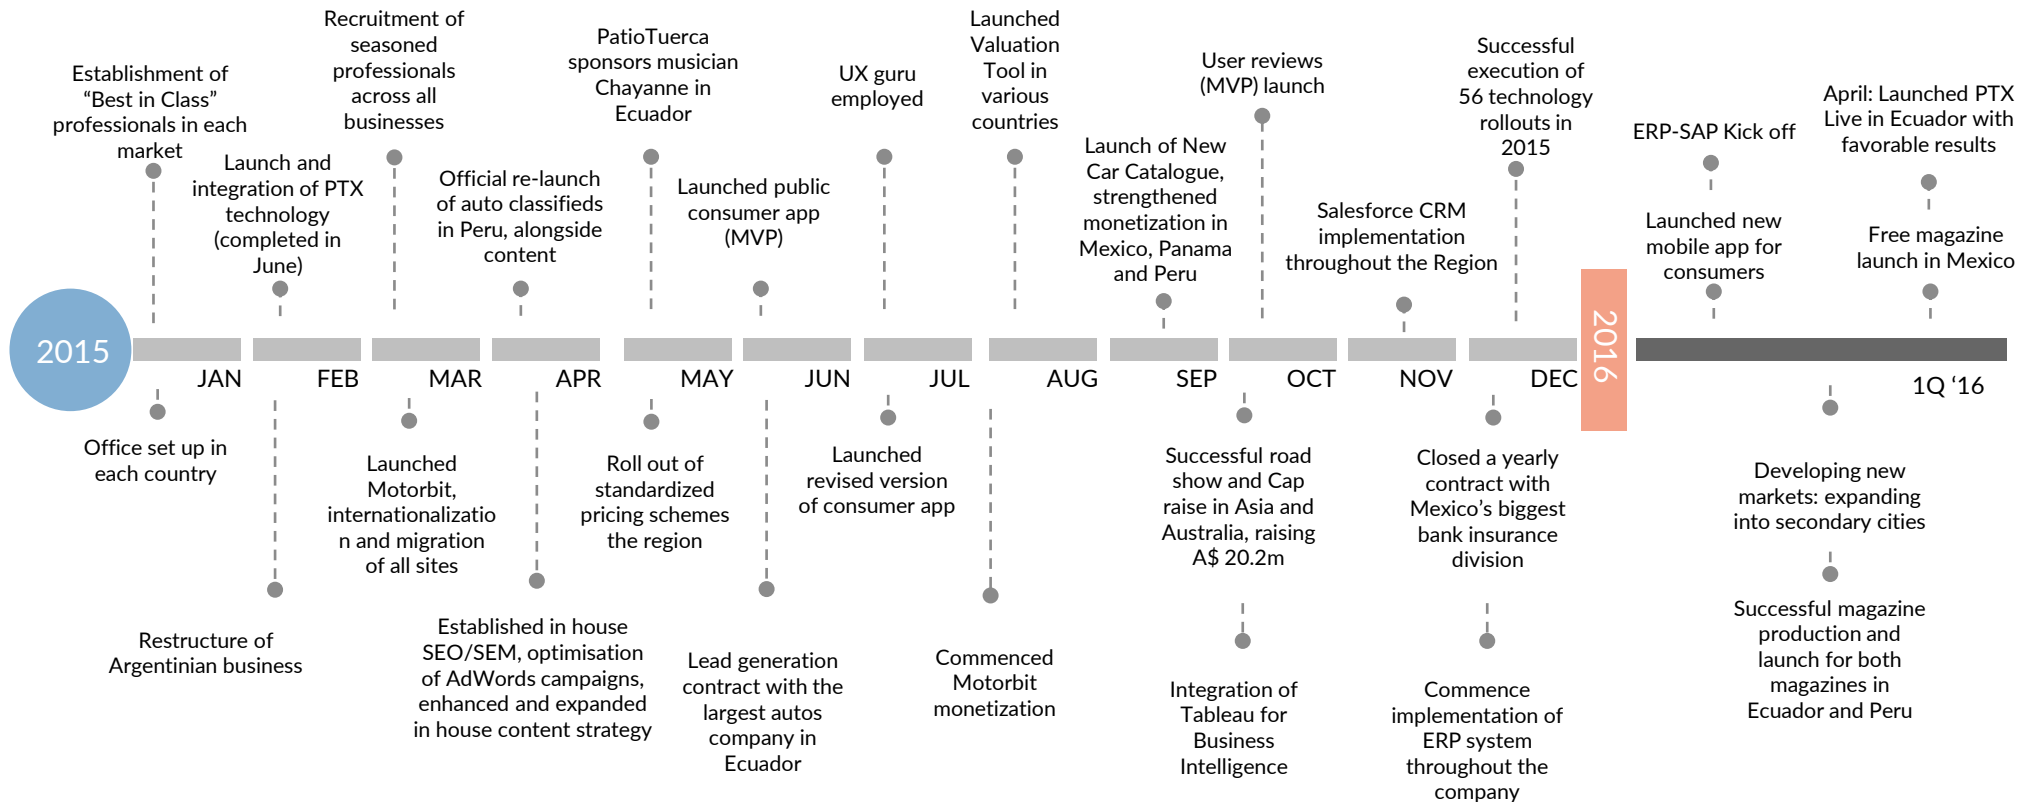 Establishment of
“Best in Class”
professionals in each
market
Launch and
integration of PTX
technology
(completed in
June)
Recruitment of
seasoned
professionals
across all
businesses
Official re-launch
of auto classifieds
in Peru, alongside
content
PatioTuerca
sponsors musician
Chayanne in
Ecuador
Launched public
consumer app
(MVP)
UX guru
employed
Launched
Valuation
Tool in
various
countries
Launch of New
Car Catalogue,
strengthened
monetization in
Mexico, Panama
and Peru
User reviews
(MVP) launch
Salesforce CRM
implementation
throughout the Region
Successful
execution of
56 technology
rollouts in
2015
ERP-SAP Kick off
Launched new
mobile app for
consumers
April: Launched PTX
Live in Ecuador with
favorable results
Free magazine
launch in Mexico
2015
JAN
FEB
MAR
APR
MAY
JUN
JUL
AUG
SEP
OCT
NOV
DEC
2016
1Q ‘16
Office set up in
each country
Restructure of
Argentinian business
Launched
Motorbit,
internationalizatio
n and migration
of all sites
Established in house
SEO/SEM, optimisation
of AdWords campaigns,
enhanced and expanded
in house content strategy
Roll out of
standardized
pricing schemes
the region
Lead generation
contract with the
largest autos
company in
Ecuador
Launched
revised version
of consumer app
Commenced
Motorbit
monetization
Successful road
show and Cap
raise in Asia and
Australia, raising
A$ 20.2m
Integration of
Tableau for
Business
Intelligence
Closed a yearly
contract with
Mexico’s biggest
bank insurance
division
Commence
implementation of
ERP system
throughout the
company
Developing new
markets: expanding
into secondary cities
Successful magazine
production and
launch for both
magazines in
Ecuador and Peru